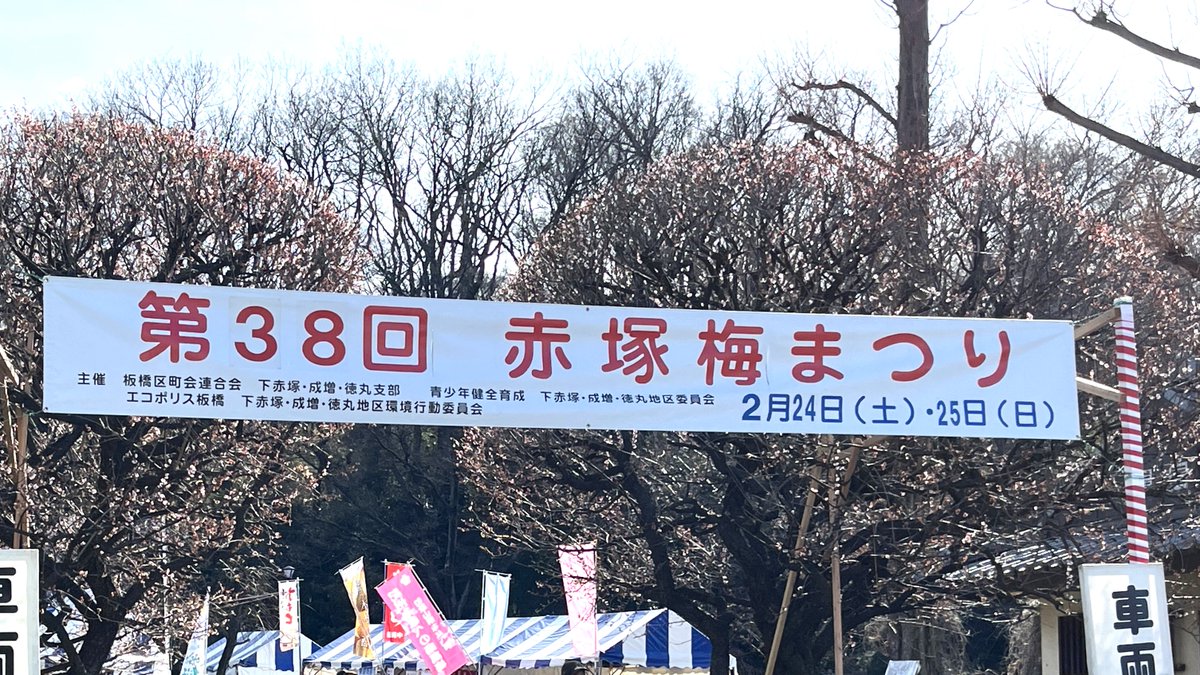 第38回 赤塚梅まつり
主催 板橋区町会連合会 下赤塚・成増・徳丸支部 青少年健全育成 下赤塚・成増・徳丸地区委員会
エコポリス板橋 下赤塚・成増・徳丸地区環境行動委員会
2月24日(土)・25日(日)
車両
車両